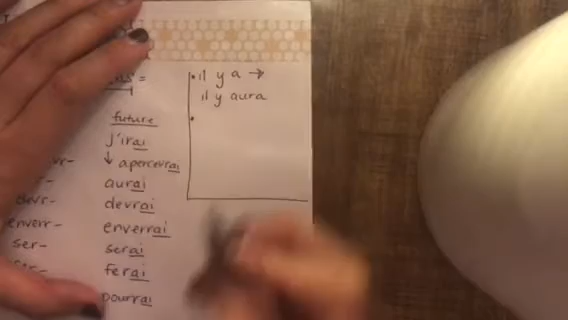 il y a →
il y aura
future
j'irai
↓ apercevrai
aurai
devr- devrai
enverr- enverrai
ser- serai
ferai
pourrai